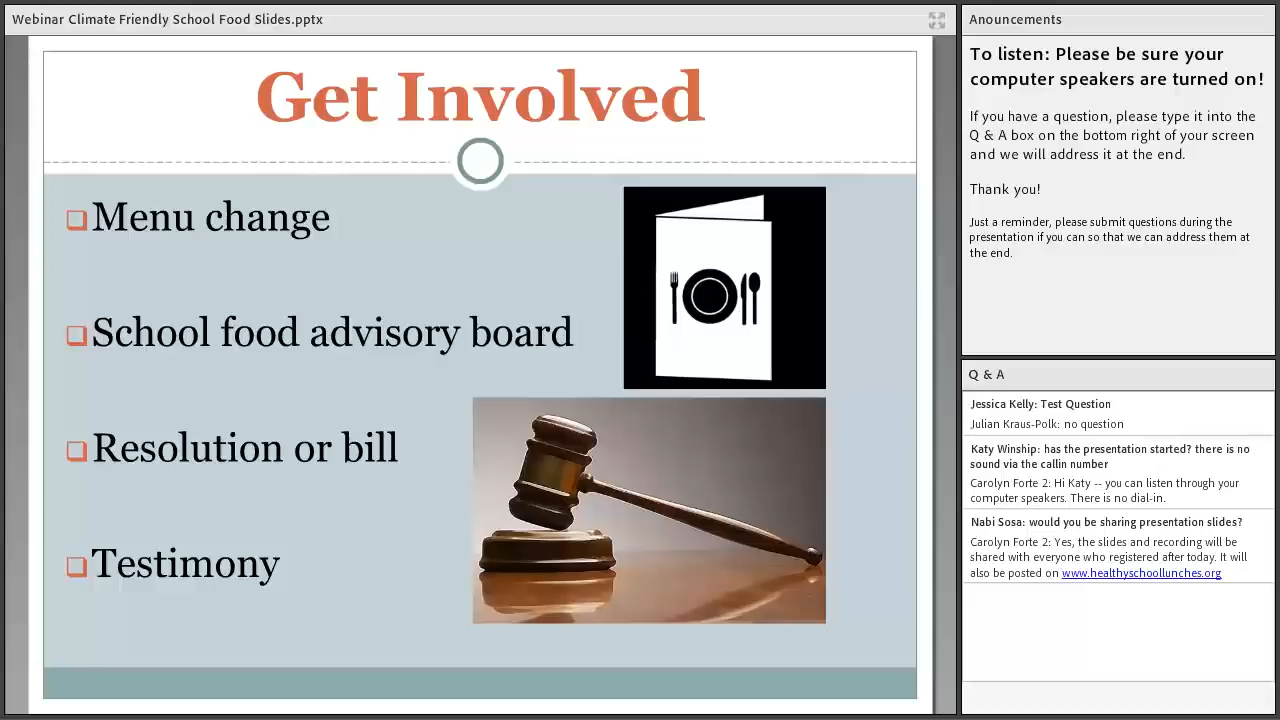 Webinar Climate Friendly School Food Slides.pptx
Get Involved
Menu change
School food advisory board
Resolution or bill
Testimony
Anouncements
To listen: Please be sure your
computer speakers are turned on!
If you have a question, please type it into the
Q & A box on the bottom right of your screen
and we will address it at the end.
Thank you!
Just a reminder, please submit questions during the
presentation if you can so that we can address them at
the end.
Q & A
Jessica Kelly: Test Question
Julian Kraus-Polk: no question
Katy Winship: has the presentation started? there is no
sound via the callin number
Carolyn Forte 2: Hi Katy -- you can listen through your
computer speakers. There is no dial-in.
Nabi Sosa: would you be sharing presentation slides?
Carolyn Forte 2: Yes, the slides and recording will be
shared with everyone who registered after today. It will
also be posted on www.healthyschoollunches.org